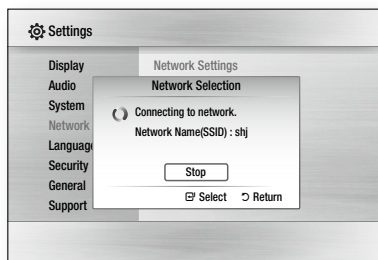 Settings
Display
Network Settings
Audio
Network Selection
System
Connecting to network.
Network
Network Name(SSID) : shj
Language
Security
Stop
General
Select
Return
Support